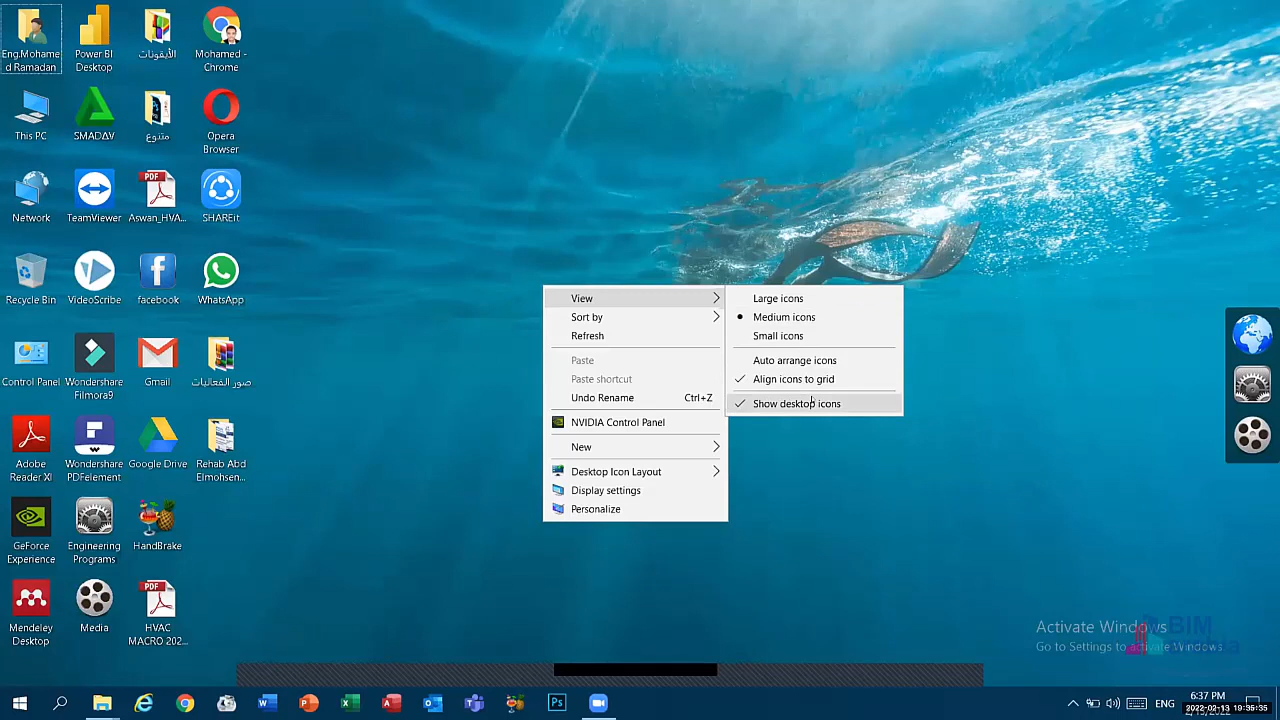 Eng.Mohame
d Ramadan
Power BI
Desktop
الأيقونات
Mohamed -
Chrome
This PC
SMADΔV
متنوع
Opera
Browser
Network
TeamViewer
PDF
Aswan_HVA...
SHAREit
Recycle Bin
VideoScribe
facebook
WhatsApp
Control Panel
Wondershare
Filmora9
Gmail
صور الفعاليات
Adobe
Reader XI
Wondershare
PDFelement
Google Drive
Rehab Abd
Elmohsen...
GeForce
Experience
Engineering
Programs
HandBrake
Mendeley
Desktop
Media
PDF
HVAC
MACRO 202...
View
Sort by
Refresh
Paste
Paste shortcut
Undo Rename Ctrl+Z
NVIDIA Control Panel
New
Desktop Icon Layout
Display settings
Personalize
Large icons
Medium icons
Small icons
Auto arrange icons
Align icons to grid
Show desktop icons
Activate Windows
Go to Settings to activate Windows.
BIM
Ps
ENG
6:37 PM
2022-02-13 19:35:35